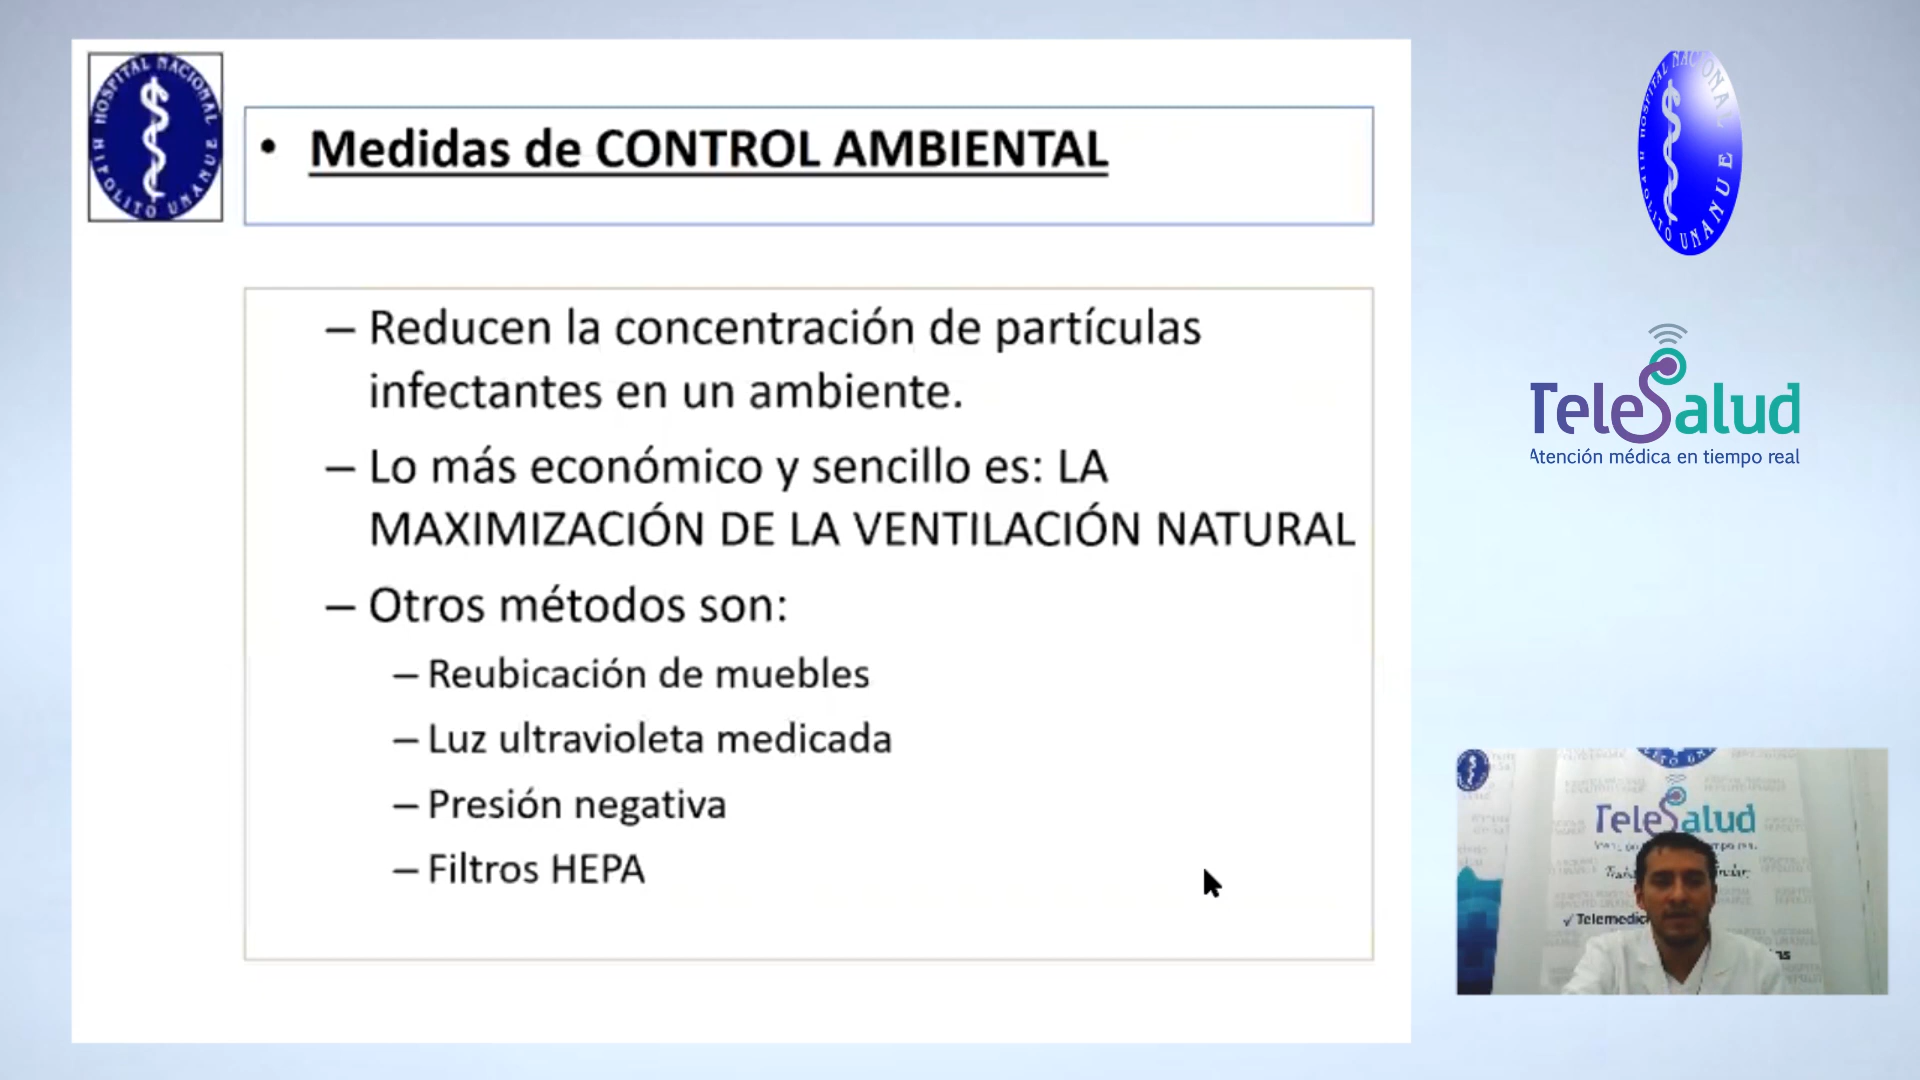 HOSPITAL NACIONAL
HIPOLITO UNANUE
• Medidas de CONTROL AMBIENTAL
– Reducen la concentración de partículas
infectantes en un ambiente.
– Lo más económico y sencillo es: LA
MAXIMIZACIÓN DE LA VENTILACIÓN NATURAL
– Otros métodos son:
– Reubicación de muebles
– Luz ultravioleta medicada
– Presión negativa
– Filtros HEPA
HOSPITAL NACIONAL
HIPOLITO UNANUE
TeleSalud
Atención médica en tiempo real
TeleSalud